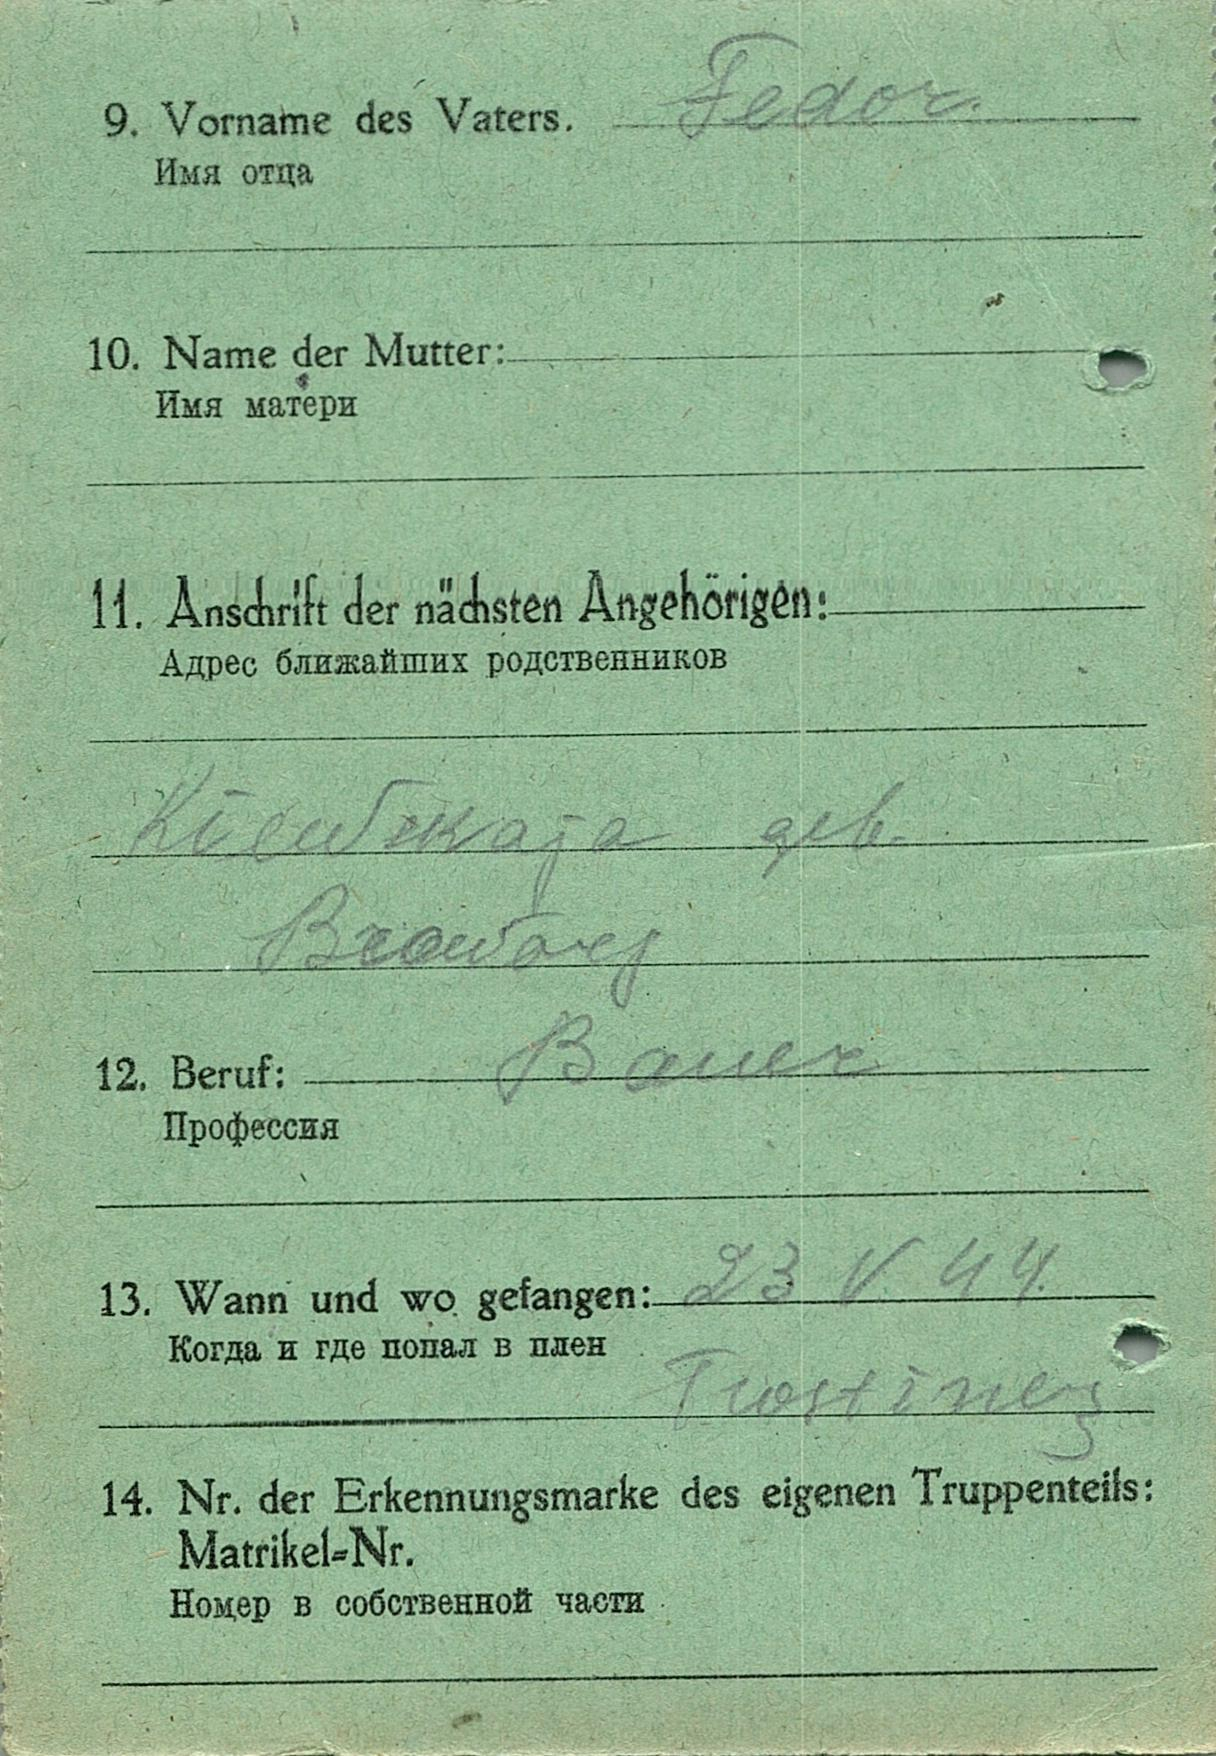 9. Vorname des Vaters. Fedor.
Имя отца
10. Name der Mutter:
Имя матери
11. Anschrift der nächsten Angehörigen:
Адрес ближайших родственников
Kiewskaja geb.
12. Beruf: Bauer
Профессия
13. Wann und wo gefangen: 23 V. 44.
Когда и где попал в плен
Trostinez
14. Nr. der Erkennungsmarke des eigenen Truppenteils:
Matrikel=Nr.
Номер в собственной части